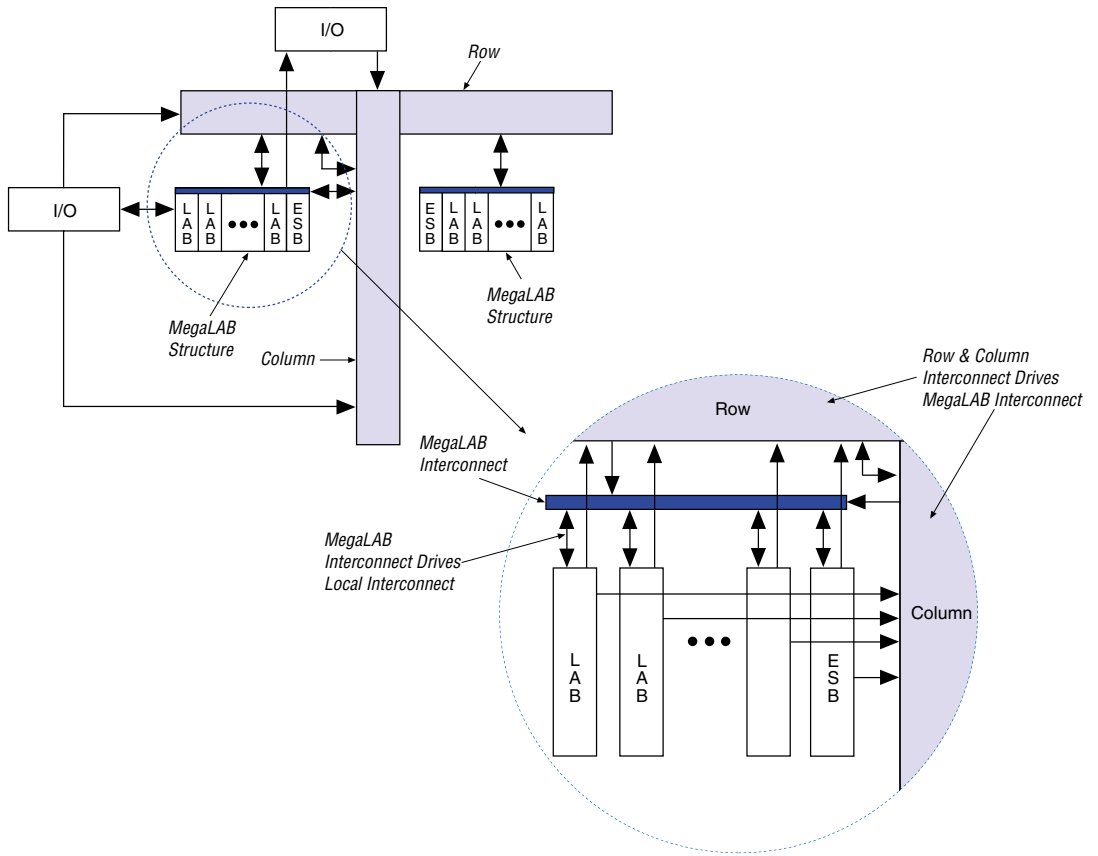 I/O
Row
I/O
L
A
B
L
A
B
L
A
B
E
S
B
E
S
B
L
A
B
L
A
B
L
A
B
MegaLAB
Structure
MegaLAB
Structure
Column
Row & Column
Interconnect Drives
MegaLAB Interconnect
Row
MegaLAB
Interconnect
MegaLAB
Interconnect Drives
Local Interconnect
Column
L
A
B
L
A
B
E
S
B